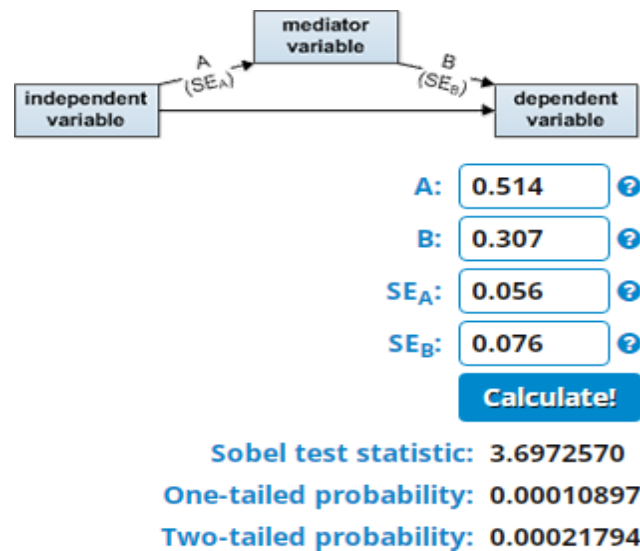 mediator
variable
A
(SEA)
B
(SEB)
independent
variable
dependent
variable
A: 0.514 ?
B: 0.307 ?
SEA: 0.056 ?
SEB: 0.076 ?
Calculate!
Sobel test statistic: 3.6972570
One-tailed probability: 0.00010897
Two-tailed probability: 0.00021794